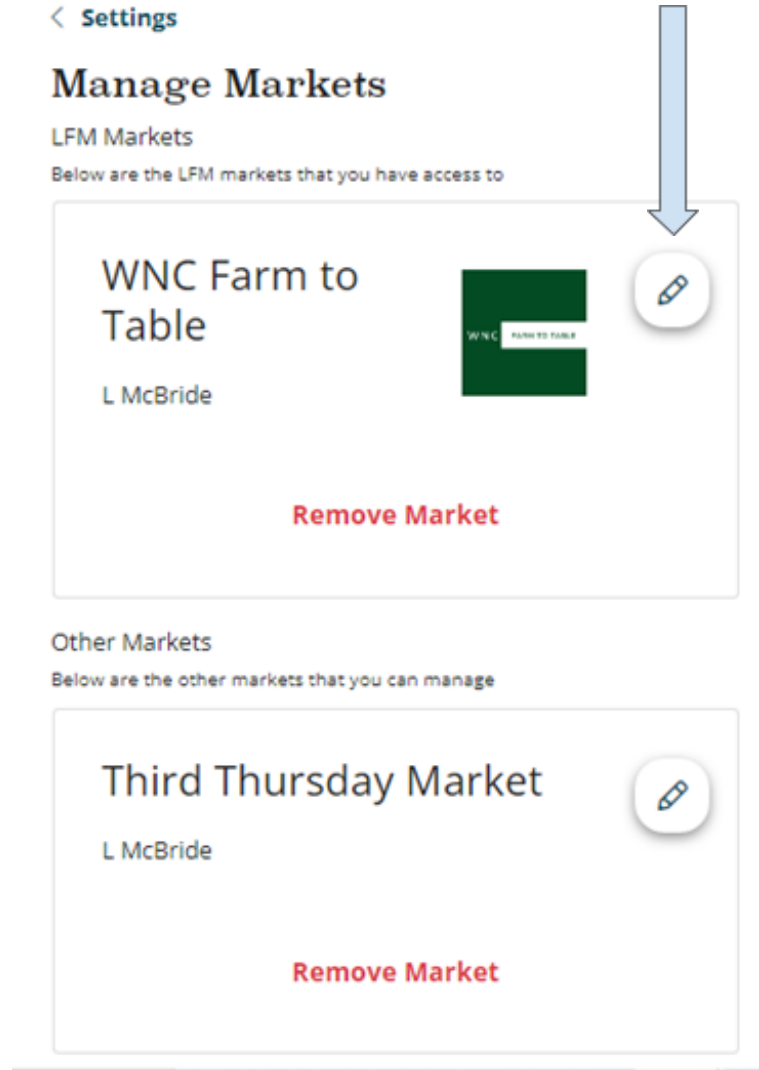 Settings
Manage Markets
LFM Markets
Below are the LFM markets that you have access to
WNC Farm to
Table
WNC FARM TO TABLE
L McBride
Remove Market
Other Markets
Below are the other markets that you can manage
Third Thursday Market
L McBride
Remove Market